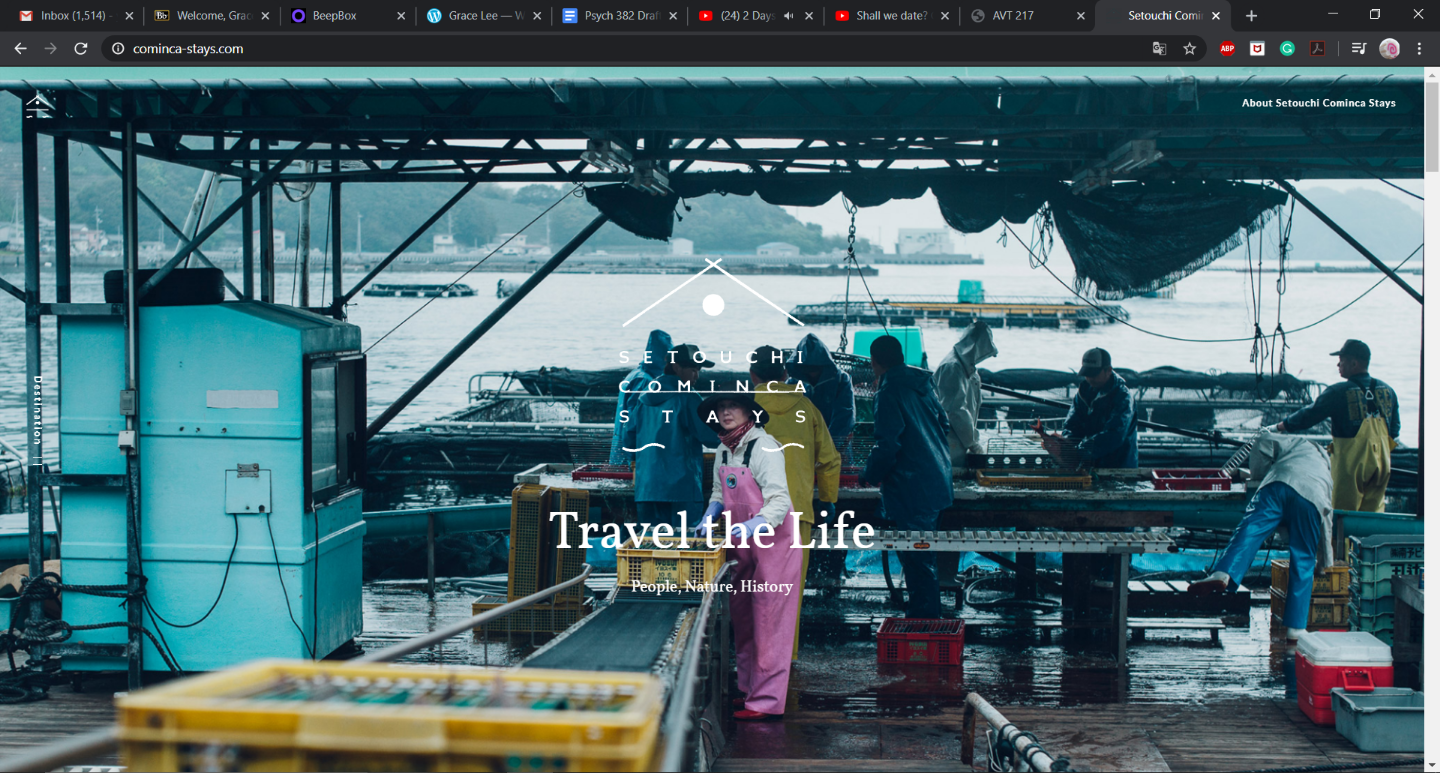 Inbox (1,514) -
Welcome, Grac
BeepBox
Grace Lee — W
Psych 382 Draf
(24) 2 Days
Shall we date?
AVT 217
Setouchi Comin
cominca-stays.com
ABP
About Setouchi Cominca Stays
SETOUCHI
COMINCA
STAYS
Destination
Travel the Life
People, Nature, History